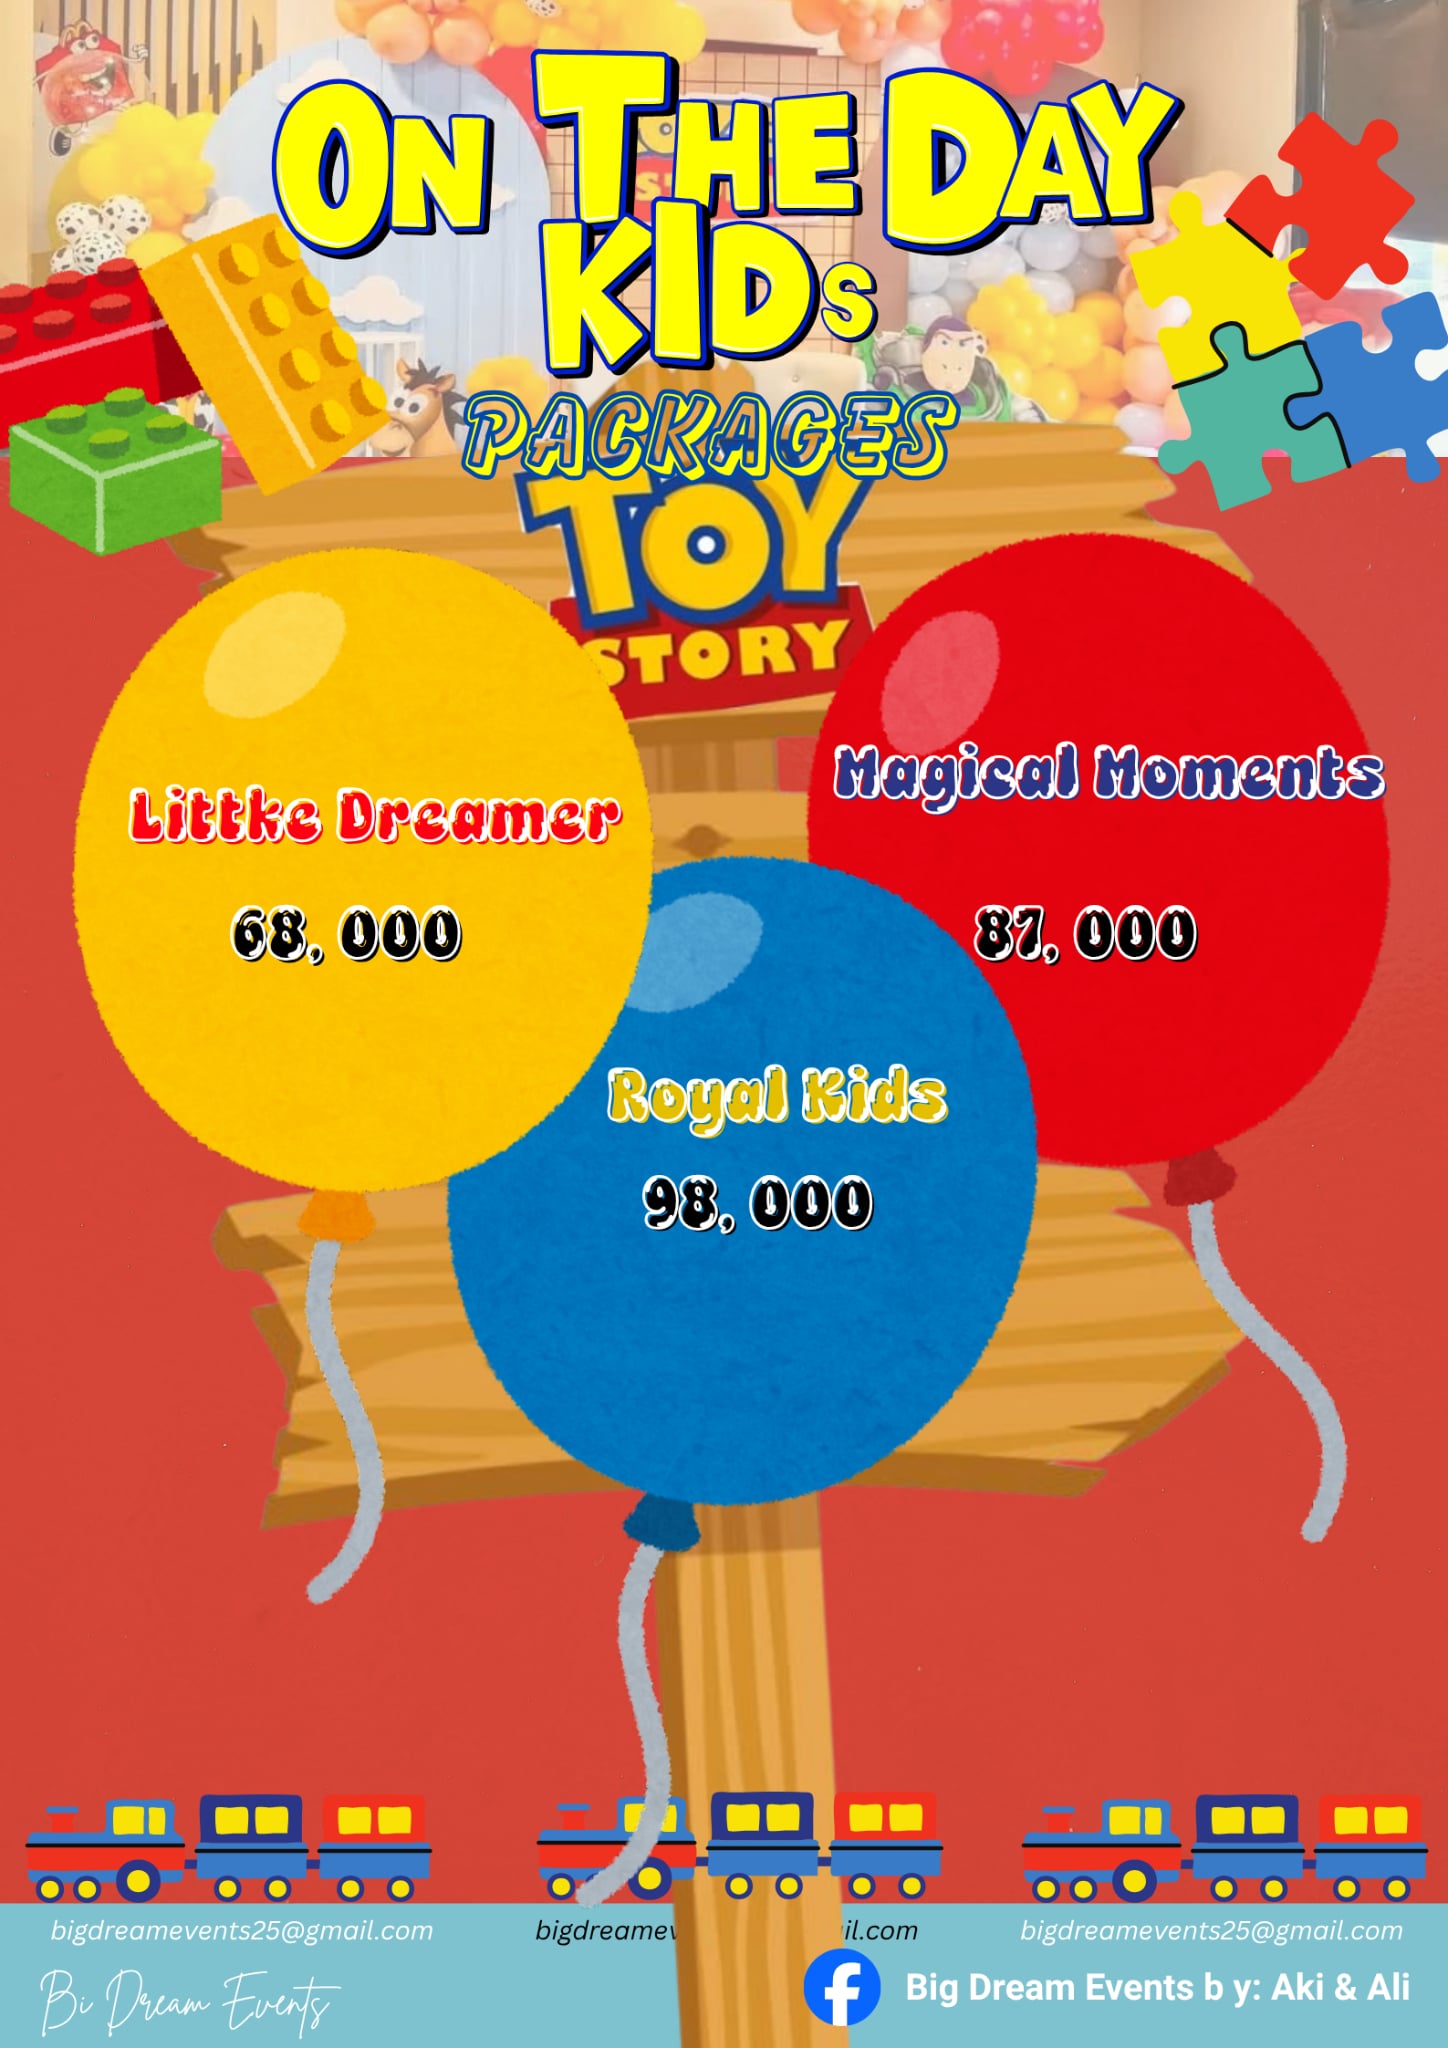 On The Day
KIDs
PACKAGES
TOY
STORY
Littke Dreamer
68, 000
Magical Moments
87, 000
Royal Kids
98, 000
bigdreamevents25@gmail.com
bigdreamev il.com
bigdreamevents25@gmail.com
Bi Dream Events
Big Dream Events b y: Aki & Ali